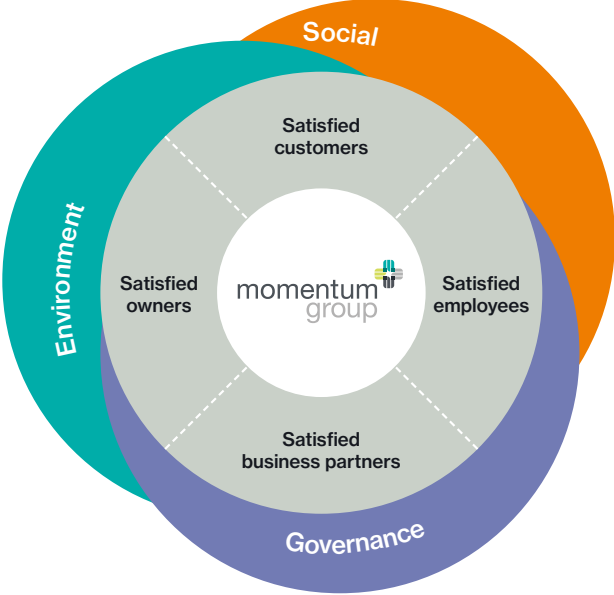 Social
Satisfied
customers
Environment
Satisfied
owners
momentum
group
Satisfied
employees
Satisfied
business partners
Governance